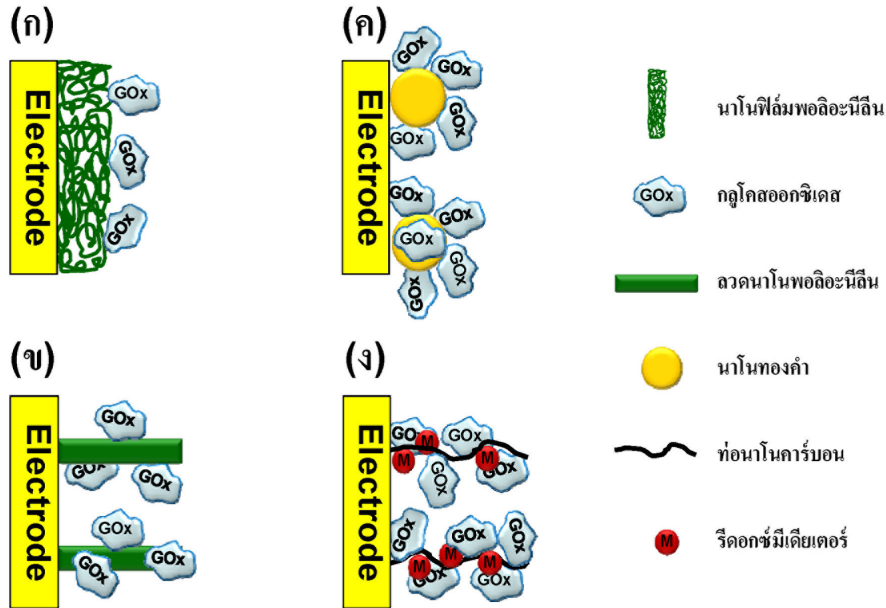 (ก)
Electrode
GOx
GOx
GOx
(ค)
Electrode
GOx
GOx
GOx
GOx
GOx
GOx
GOx
GOx
GOx
(ข)
Electrode
GOx
GOx
GOx
GOx
GOx
GOx
(ง)
Electrode
GOx
M
GOx
M
M
GOx
GOx
GOx
GOx
GOx
M
M
M
GOx
GOx
นาโนฟิล์มพอลิอะนีลีน
GOx
กลูโคสออกซิเดส
ลวดนาโนพอลิอะนีลีน
นาโนทองคำ
ท่อนาโนคาร์บอน
M
รีดอกซ์มีเดียเตอร์